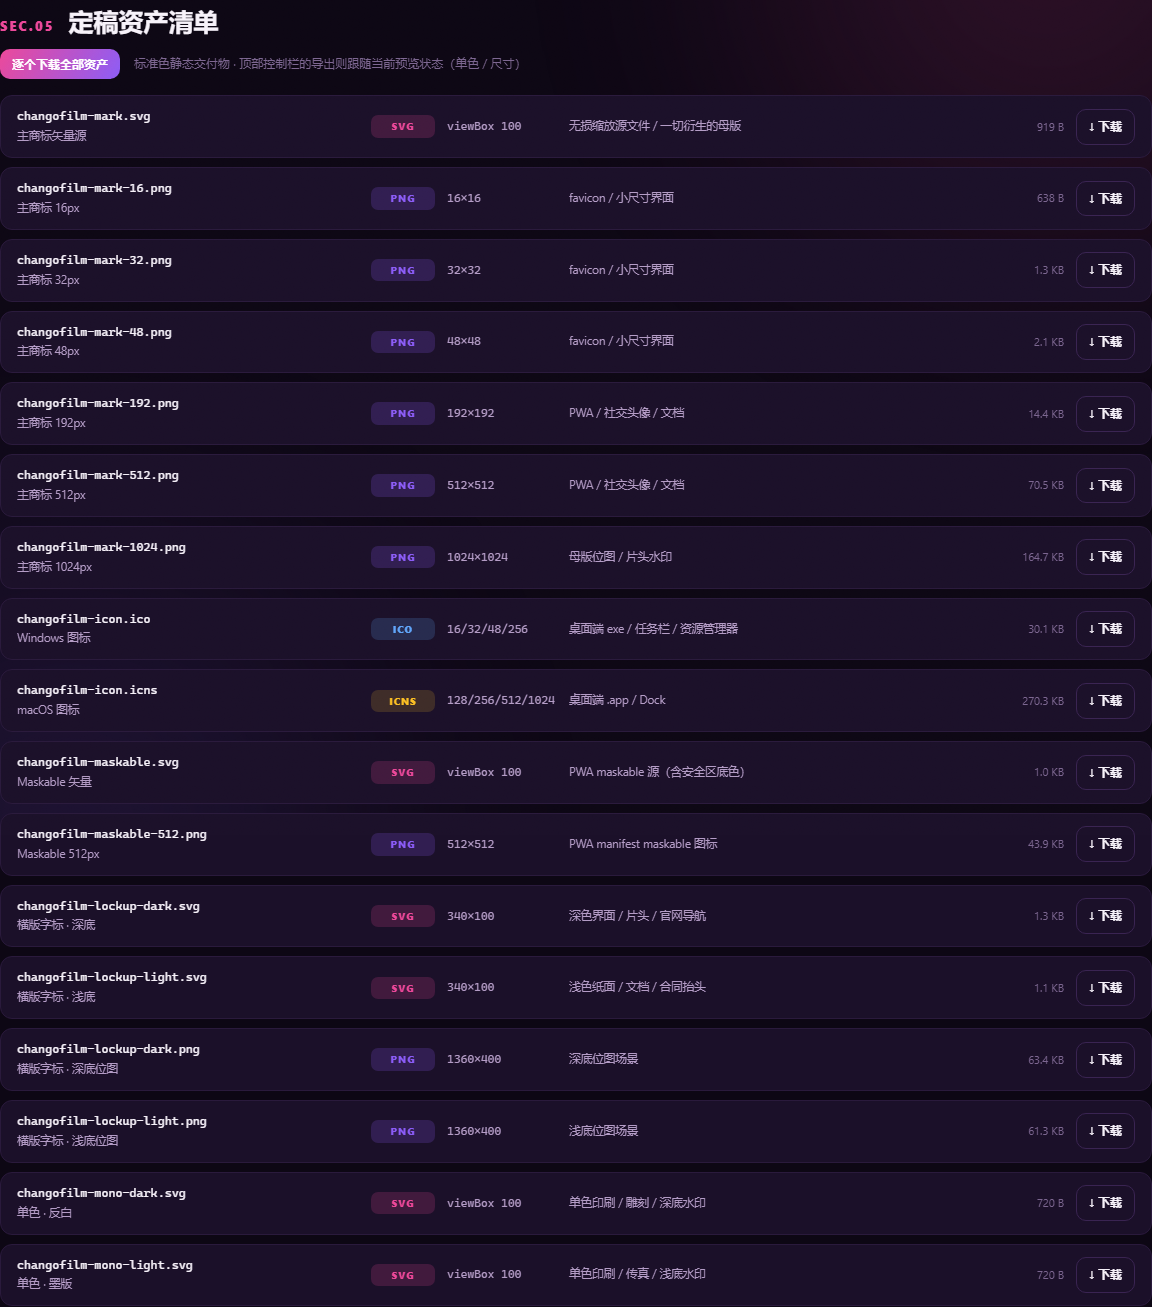 SEC.05 定稿资产清单
逐个下载全部资产 标准色静态交付物 · 顶部控制栏的导出则跟随当前预览状态（单色 / 尺寸）
changofilm-mark.svg
主商标矢量源
SVG viewBox 100 无损缩放源文件 / 一切衍生的母版 919 B ↓ 下载
changofilm-mark-16.png
主商标 16px
PNG 16×16 favicon / 小尺寸界面 638 B ↓ 下载
changofilm-mark-32.png
主商标 32px
PNG 32×32 favicon / 小尺寸界面 1.3 KB ↓ 下载
changofilm-mark-48.png
主商标 48px
PNG 48×48 favicon / 小尺寸界面 2.1 KB ↓ 下载
changofilm-mark-192.png
主商标 192px
PNG 192×192 PWA / 社交头像 / 文档 14.4 KB ↓ 下载
changofilm-mark-512.png
主商标 512px
PNG 512×512 PWA / 社交头像 / 文档 70.5 KB ↓ 下载
changofilm-mark-1024.png
主商标 1024px
PNG 1024×1024 母版位图 / 片头水印 164.7 KB ↓ 下载
changofilm-icon.ico
Windows 图标
ICO 16/32/48/256 桌面端 exe / 任务栏 / 资源管理器 30.1 KB ↓ 下载
changofilm-icon.icns
macOS 图标
ICNS 128/256/512/1024 桌面端 .app / Dock 270.3 KB ↓ 下载
changofilm-maskable.svg
Maskable 矢量
SVG viewBox 100 PWA maskable 源（含安全区底色） 1.0 KB ↓ 下载
changofilm-maskable-512.png
Maskable 512px
PNG 512×512 PWA manifest maskable 图标 43.9 KB ↓ 下载
changofilm-lockup-dark.svg
横版字标 · 深底
SVG 340×100 深色界面 / 片头 / 官网导航 1.3 KB ↓ 下载
changofilm-lockup-light.svg
横版字标 · 浅底
SVG 340×100 浅色纸面 / 文档 / 合同抬头 1.1 KB ↓ 下载
changofilm-lockup-dark.png
横版字标 · 深底位图
PNG 1360×400 深底位图场景 63.4 KB ↓ 下载
changofilm-lockup-light.png
横版字标 · 浅底位图
PNG 1360×400 浅底位图场景 61.3 KB ↓ 下载
changofilm-mono-dark.svg
单色 · 反白
SVG viewBox 100 单色印刷 / 雕刻 / 深底水印 720 B ↓ 下载
changofilm-mono-light.svg
单色 · 墨版
SVG viewBox 100 单色印刷 / 传真 / 浅底水印 720 B ↓ 下载